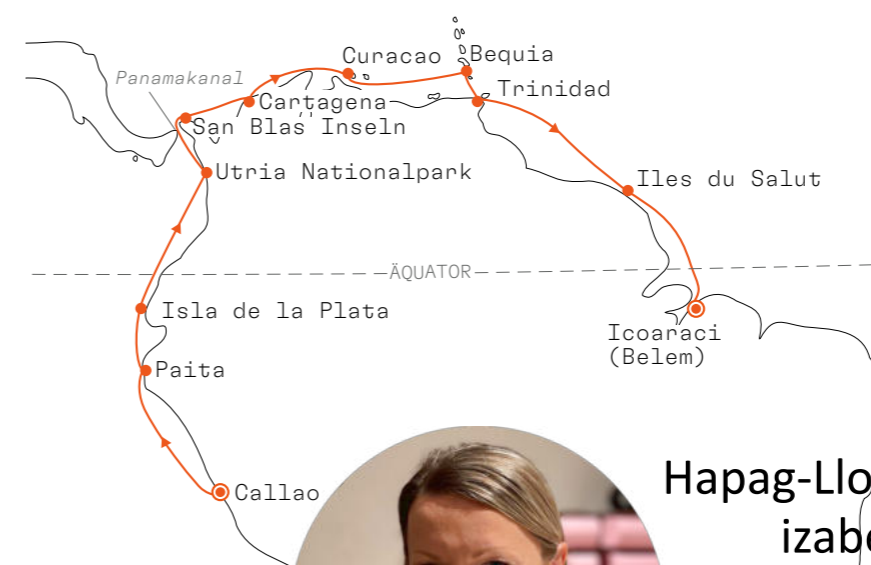 Curacao
Bequia
Panamakanal
Trinidad
Cartagena
San Blas Inseln
Utria Nationalpark
Iles du Salut
ÄQUATOR
Isla de la Plata
Icoaraci
(Belem)
Paita
Callao
Hapag-Llo
izabe